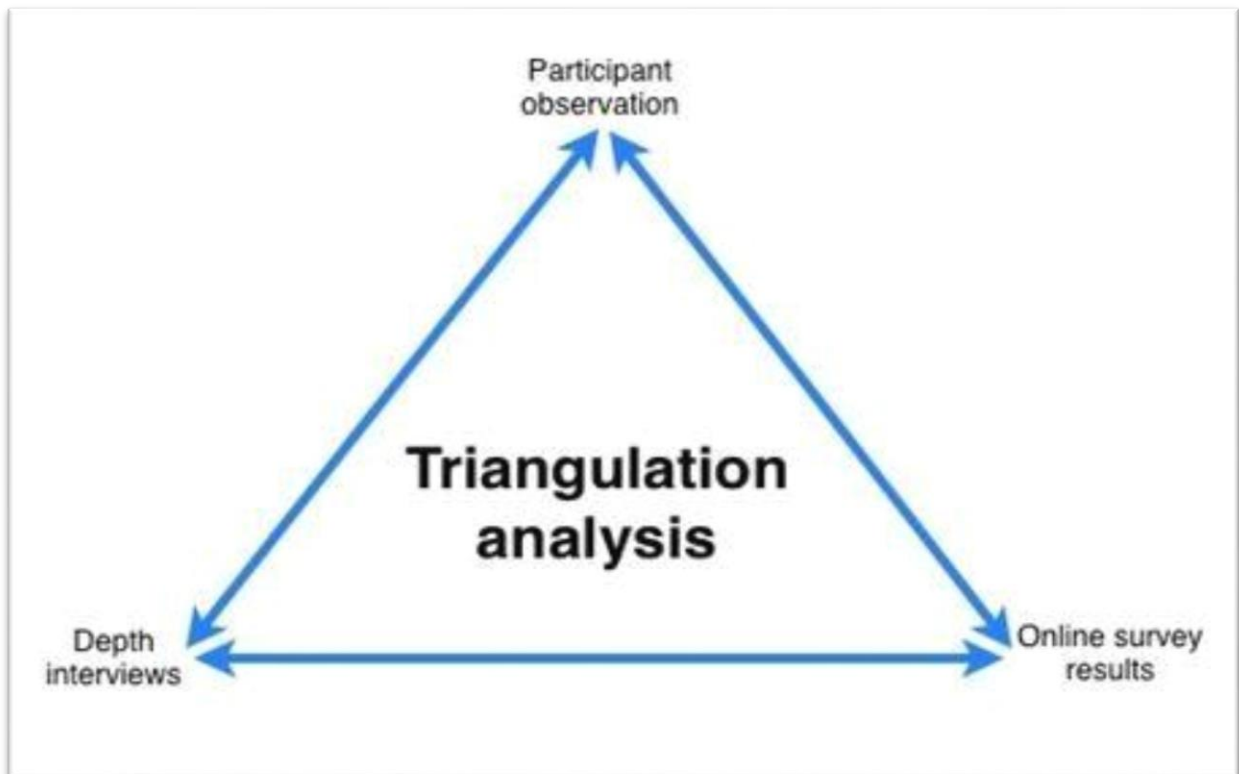 Participant
observation
Triangulation
analysis
Depth
interviews
Online survey
results